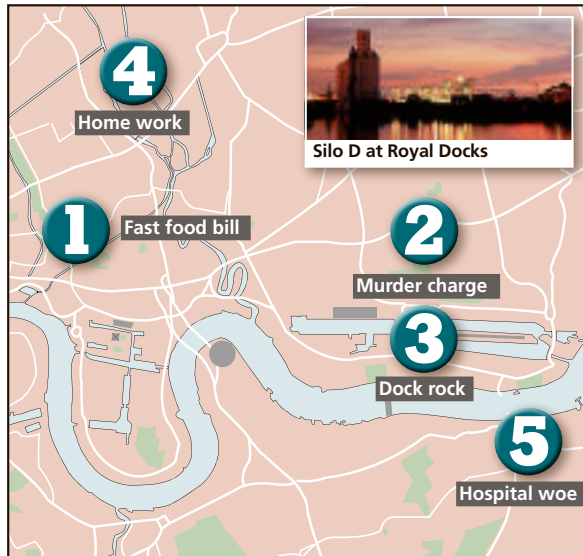 4
Home work
Silo D at Royal Docks
1
Fast food bill
2
Murder charge
3
Dock rock
5
Hospital woe